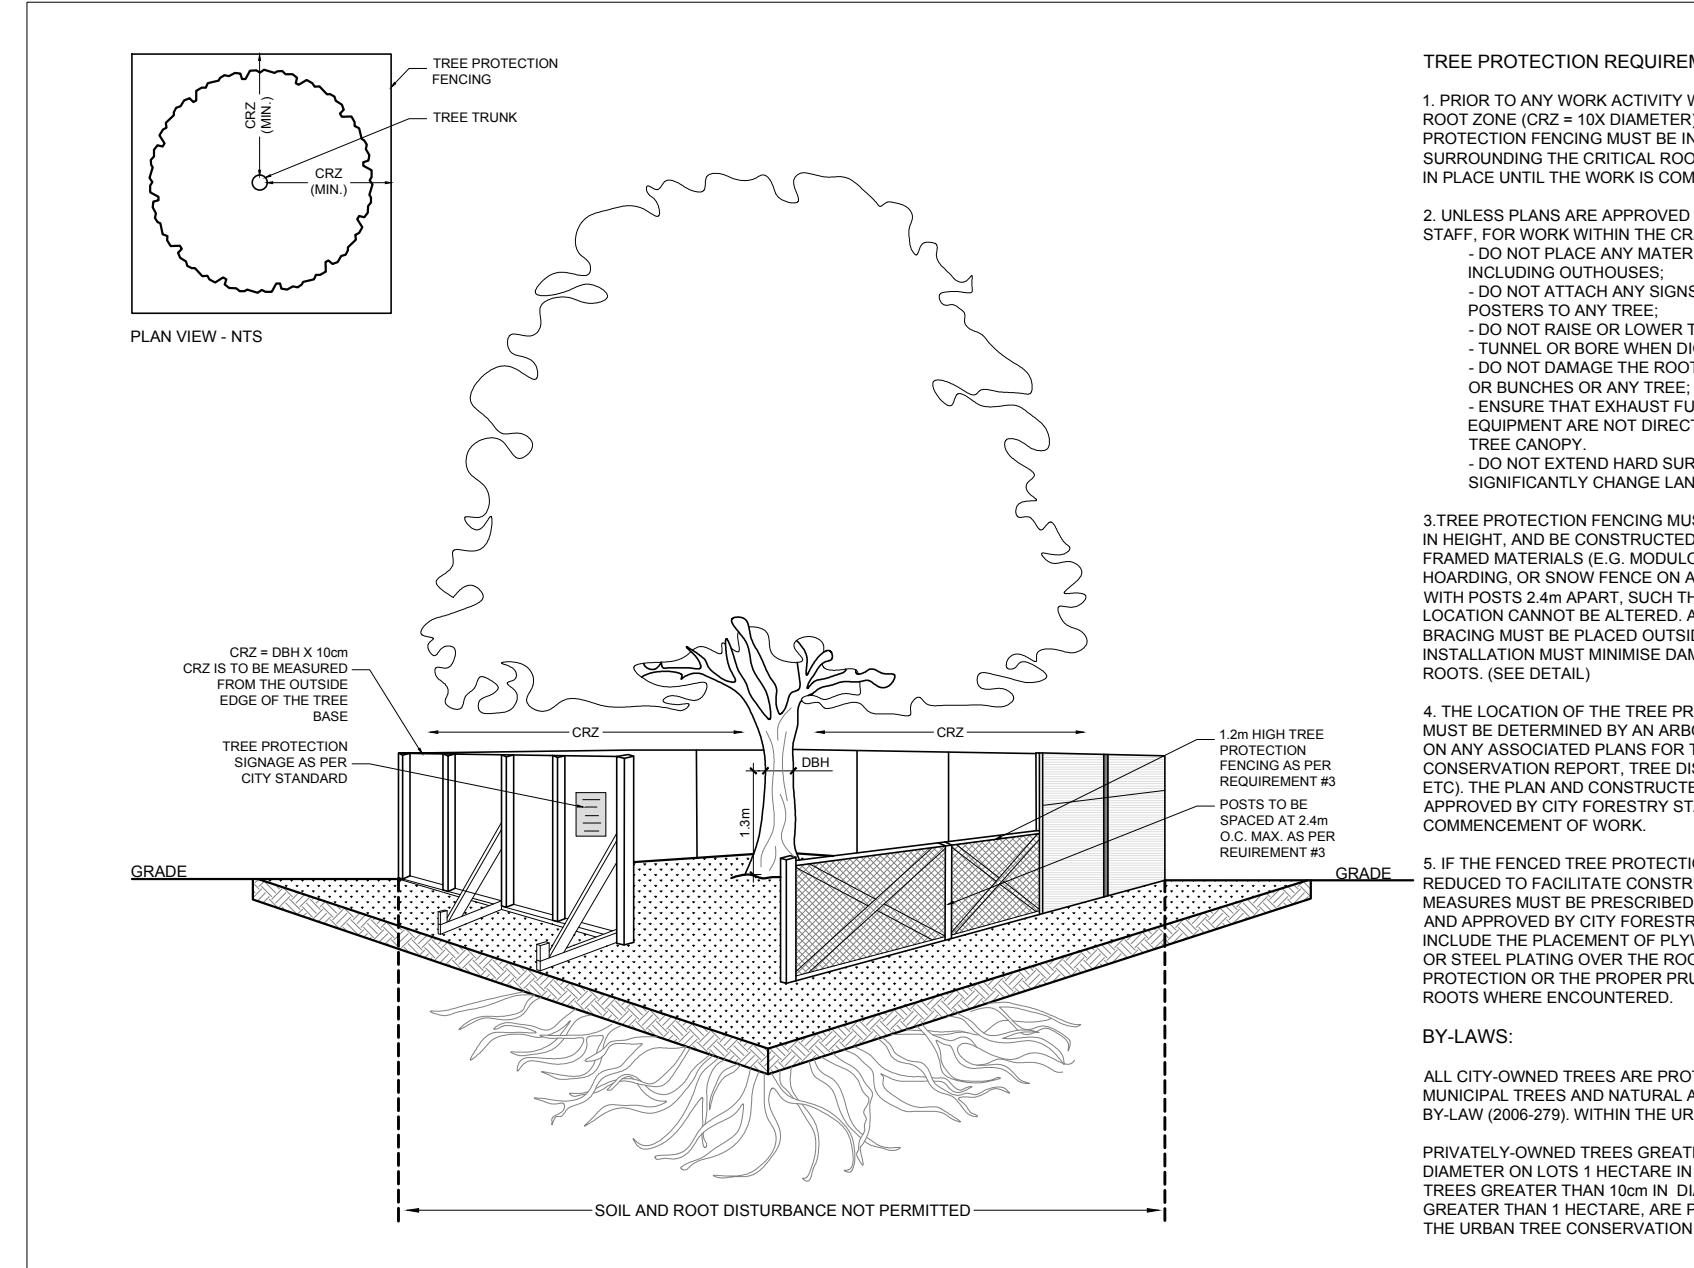 TREE PROTECTION
FENCING
TREE TRUNK
CRZ
(MIN.)
CRZ
(MIN.)
PLAN VIEW - NTS
CRZ = DBH X 10cm
CRZ IS TO BE MEASURED
FROM THE OUTSIDE
EDGE OF THE TREE
BASE
TREE PROTECTION
SIGNAGE AS PER
CITY STANDARD
CRZ
CRZ
DBH
1.3m
1.2m HIGH TREE
PROTECTION
FENCING AS PER
REQUIREMENT #3
POSTS TO BE
SPACED AT 2.4m
O.C. MAX. AS PER
REUIREMENT #3
GRADE
GRADE
SOIL AND ROOT DISTURBANCE NOT PERMITTED
TREE PROTECTION REQUIREM
1. PRIOR TO ANY WORK ACTIVITY W
ROOT ZONE (CRZ = 10X DIAMETER)
PROTECTION FENCING MUST BE IN
SURROUNDING THE CRITICAL ROO
IN PLACE UNTIL THE WORK IS COM
2. UNLESS PLANS ARE APPROVED
STAFF, FOR WORK WITHIN THE CR
- DO NOT PLACE ANY MATER
INCLUDING OUTHOUSES;
- DO NOT ATTACH ANY SIGNS
POSTERS TO ANY TREE;
- DO NOT RAISE OR LOWER T
- TUNNEL OR BORE WHEN DI
- DO NOT DAMAGE THE ROOT
OR BUNCHES OR ANY TREE;
- ENSURE THAT EXHAUST FU
EQUIPMENT ARE NOT DIRECT
TREE CANOPY.
- DO NOT EXTEND HARD SUR
SIGNIFICANTLY CHANGE LAN
3.TREE PROTECTION FENCING MUS
IN HEIGHT, AND BE CONSTRUCTED
FRAMED MATERIALS (E.G. MODULO
HOARDING, OR SNOW FENCE ON A
WITH POSTS 2.4m APART, SUCH TH
LOCATION CANNOT BE ALTERED. A
BRACING MUST BE PLACED OUTSID
INSTALLATION MUST MINIMISE DAM
ROOTS. (SEE DETAIL)
4. THE LOCATION OF THE TREE PR
MUST BE DETERMINED BY AN ARBO
ON ANY ASSOCIATED PLANS FOR T
CONSERVATION REPORT, TREE DIS
ETC). THE PLAN AND CONSTRUCTE
APPROVED BY CITY FORESTRY ST
COMMENCEMENT OF WORK.
5. IF THE FENCED TREE PROTECTIO
REDUCED TO FACILITATE CONSTR
MEASURES MUST BE PRESCRIBED
AND APPROVED BY CITY FORESTR
INCLUDE THE PLACEMENT OF PLYW
OR STEEL PLATING OVER THE ROO
PROTECTION OR THE PROPER PRU
ROOTS WHERE ENCOUNTERED.
BY-LAWS:
ALL CITY-OWNED TREES ARE PROT
MUNICIPAL TREES AND NATURAL A
BY-LAW (2006-279). WITHIN THE UR
PRIVATELY-OWNED TREES GREAT
DIAMETER ON LOTS 1 HECTARE IN
TREES GREATER THAN 10cm IN DIA
GREATER THAN 1 HECTARE, ARE P
THE URBAN TREE CONSERVATION